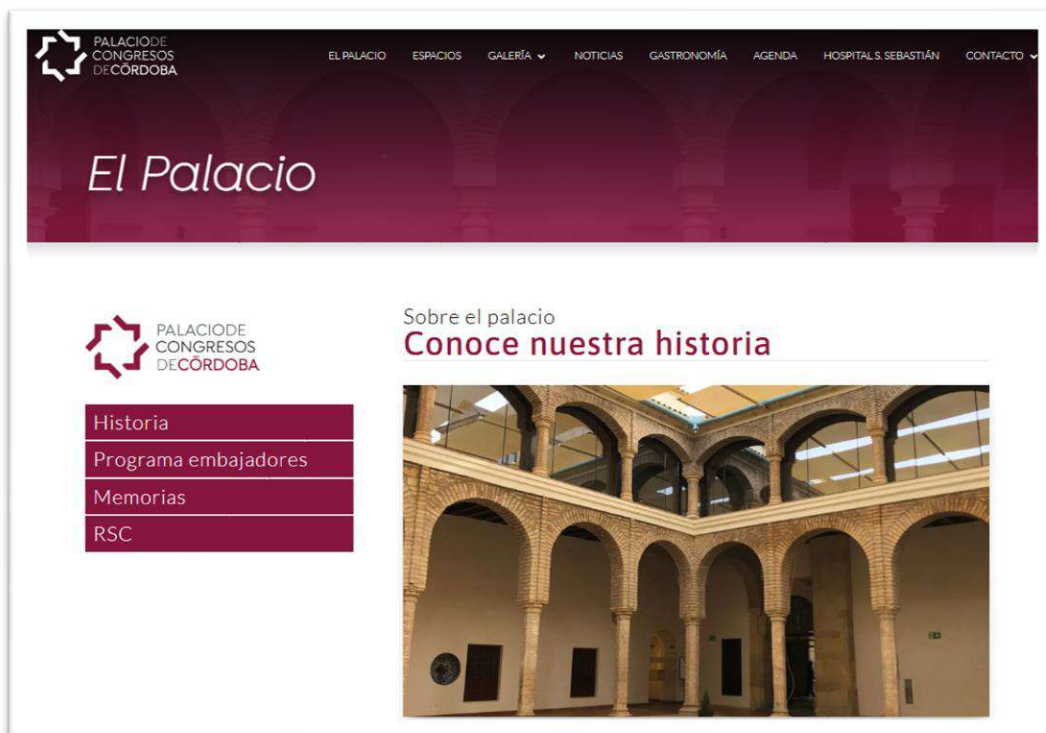 PALACIODE
CONGRESOS
DECÓRDOBA
EL PALACIO ESPACIOS GALERÍA NOTICIAS GASTRONOMÍA AGENDA HOSPITAL S. SEBASTIÁN CONTACTO
El Palacio
PALACIODE
CONGRESOS
DECÓRDOBA
Historia
Programa embajadores
Memorias
RSC
Sobre el palacio
Conoce nuestra historia